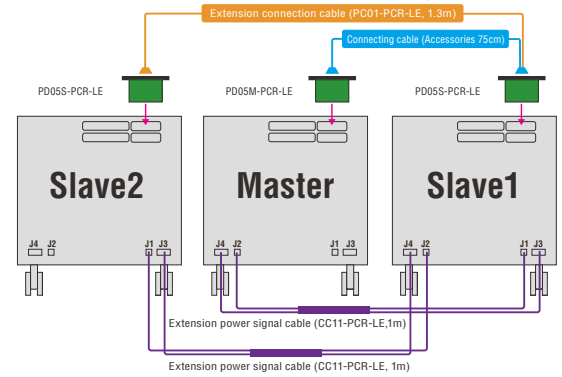 Extension connection cable (PC01-PCR-LE, 1.3m)
Connecting cable (Accessories 75cm)
PD05S-PCR-LE
PD05M-PCR-LE
PD05S-PCR-LE
Slave2
Master
Slave1
J4 J2 J1 J3
J4 J2 J1 J3
J4 J2 J1 J3
Extension power signal cable (CC11-PCR-LE,1m)
Extension power signal cable (CC11-PCR-LE, 1m)